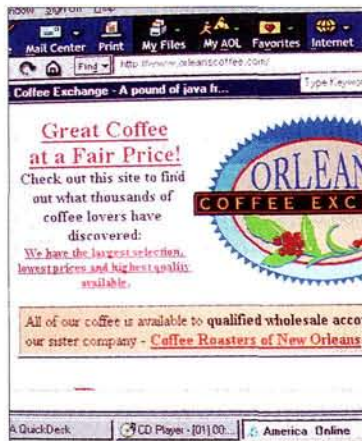 Mail Center Print My Files My AOL Favorites Internet
Find
Coffee Exchange - A pound of java fr...
Great Coffee
at a Fair Price!
Check out this site to find
out what thousands of
coffee lovers have
discovered:
We have the largest selection,
lowest prices and highest quality
available.
ORLEAN
COFFEE EXC
All of our coffee is available to qualified wholesale acco
our sister company - Coffee Roasters of New Orleans
A QuickDesk CD Player - [01] 00: America Online